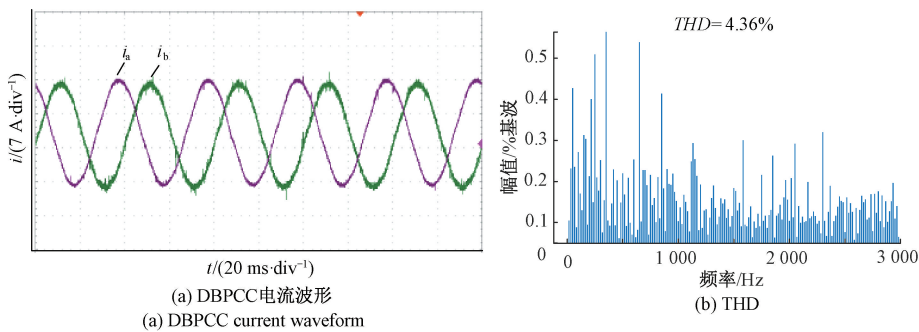 i_a
i_b
i/(7 A·div⁻¹)
t/(20 ms·div⁻¹)
(a) DBPCC电流波形
(a) DBPCC current waveform
THD=4.36%
幅值/%基波
0.5
0.4
0.3
0.2
0.1
0
0
1 000
2 000
3 000
频率/Hz
(b) THD